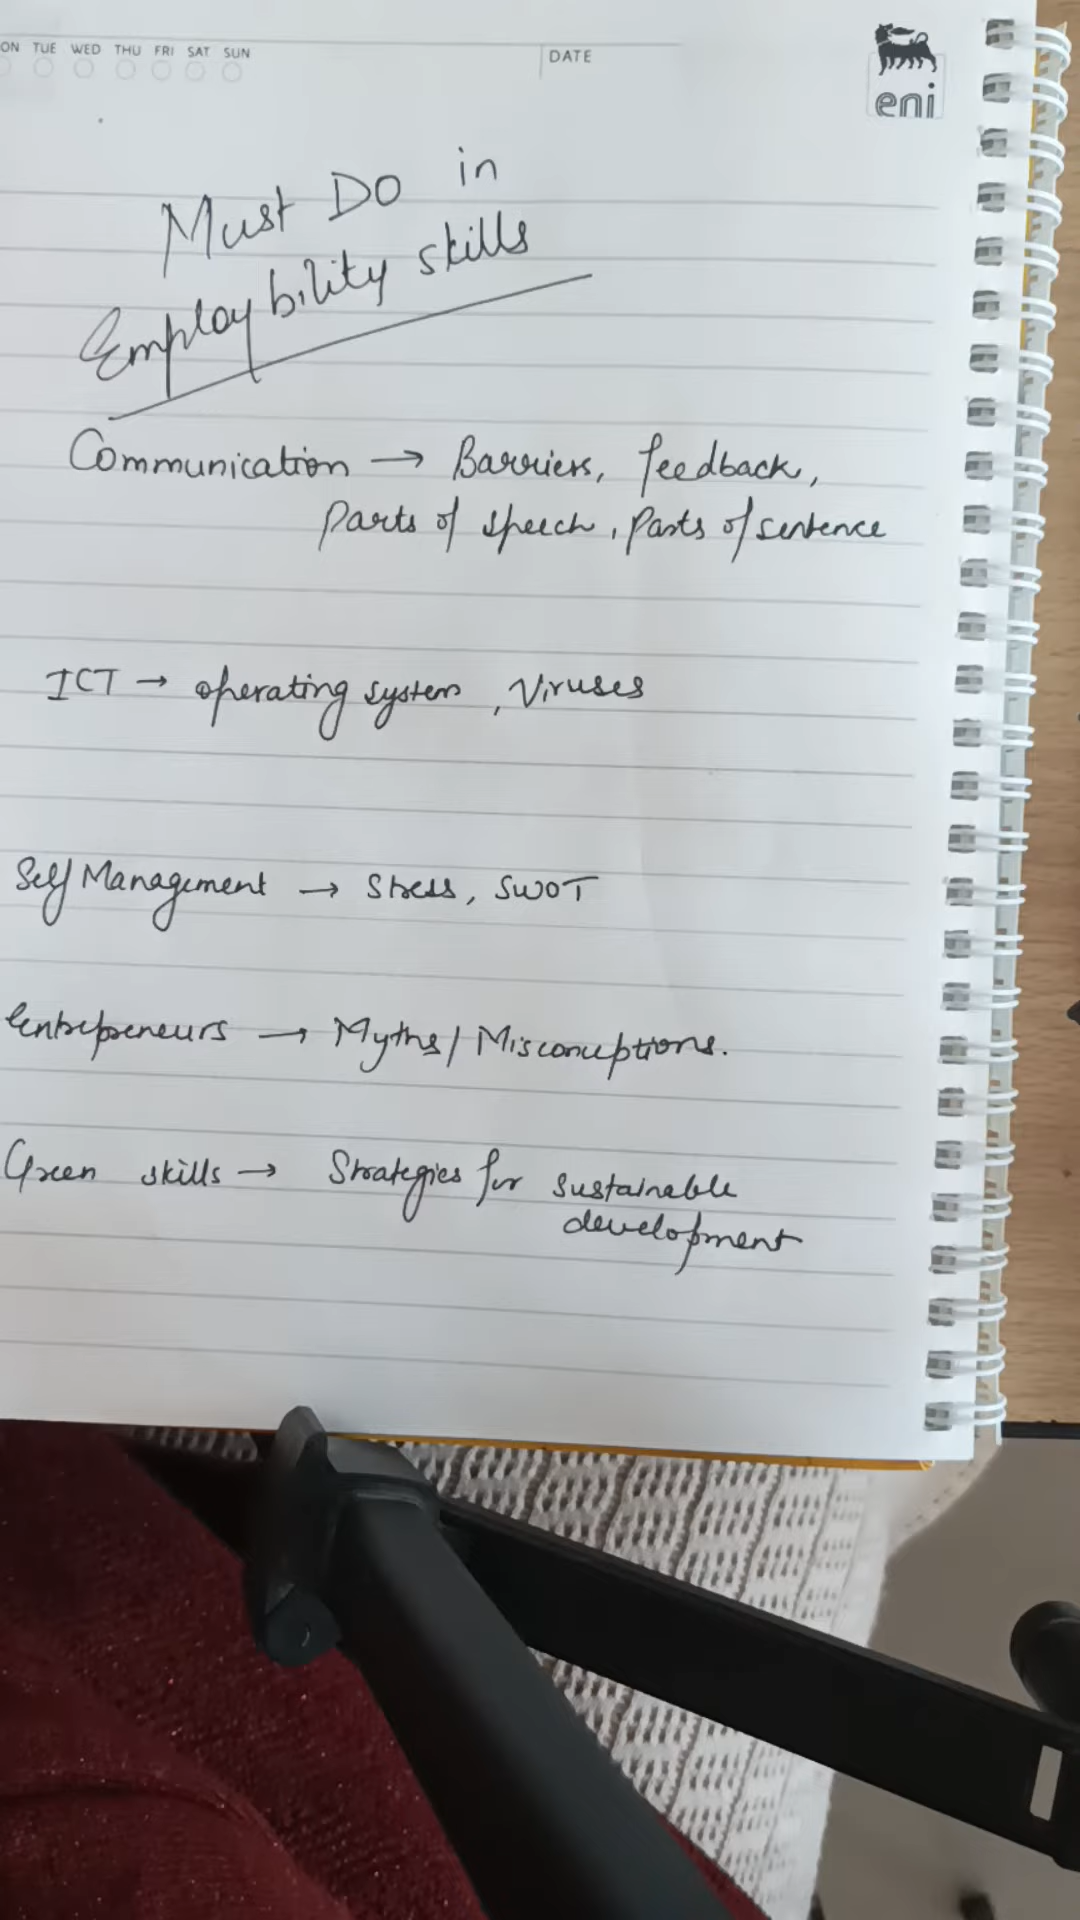 ON TUE WED THU FRI SAT SUN
DATE
eni
Must Do in
Employbility skills
Communication → Barriers, feedback,
Parts of speech, Parts of sentence
ICT → operating system, Viruses
Self Management → Stress, SWOT
Entrepreneurs → Myths/Misconceptions.
Green skills → Strategies for sustainable
development